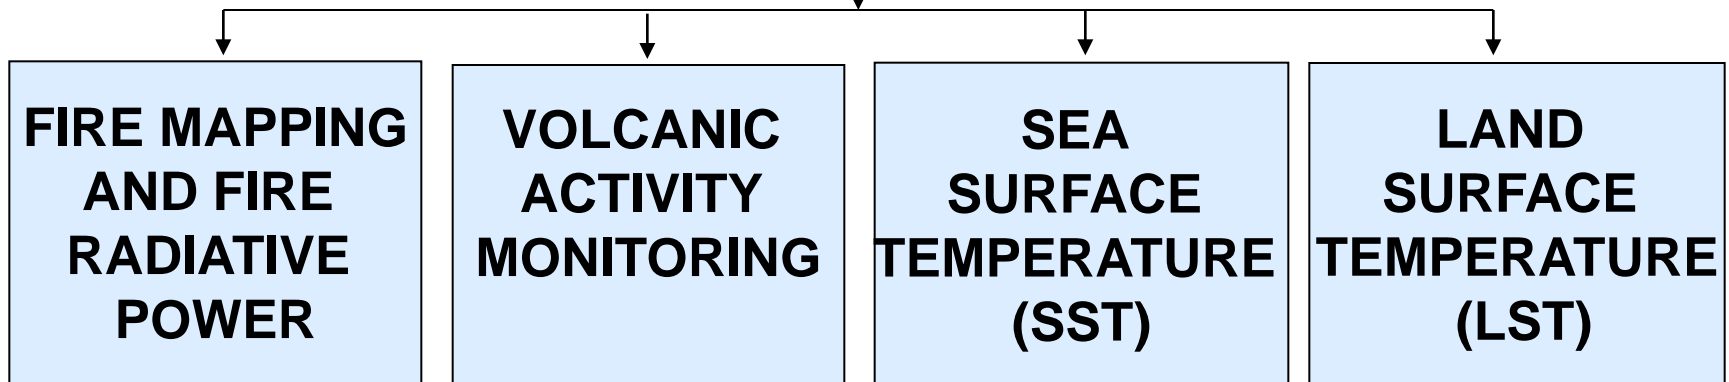 FIRE MAPPING
AND FIRE
RADIATIVE
POWER
VOLCANIC
ACTIVITY
MONITORING
SEA
SURFACE
TEMPERATURE
(SST)
LAND
SURFACE
TEMPERATURE
(LST)